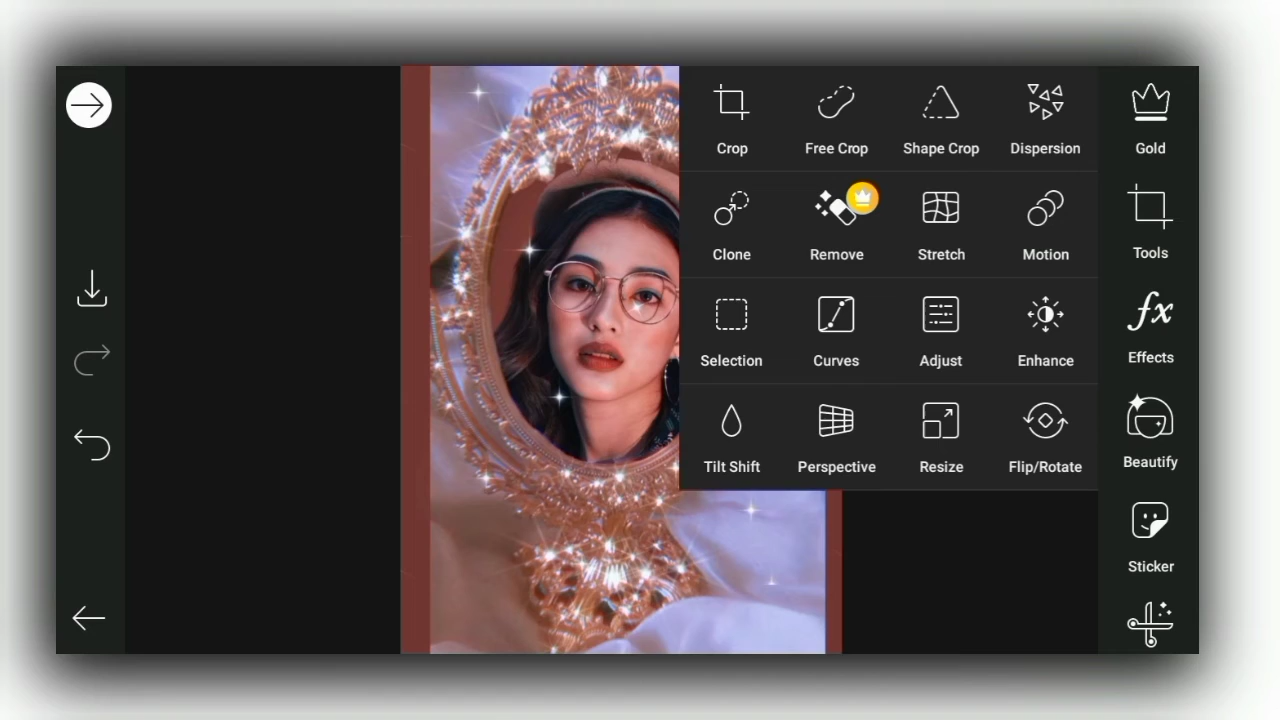 Crop Free Crop Shape Crop Dispersion
Gold
Clone Remove Stretch Motion
Tools
Selection Curves Adjust Enhance
fx
Effects
Tilt Shift Perspective Resize Flip/Rotate
Beautify
Sticker